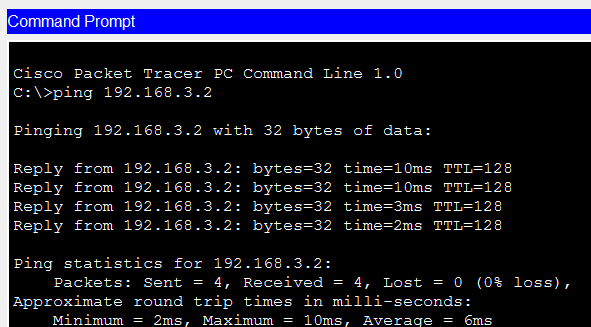 Command Prompt
Cisco Packet Tracer PC Command Line 1.0
C:\>ping 192.168.3.2
Pinging 192.168.3.2 with 32 bytes of data:
Reply from 192.168.3.2: bytes=32 time=10ms TTL=128
Reply from 192.168.3.2: bytes=32 time=10ms TTL=128
Reply from 192.168.3.2: bytes=32 time=3ms TTL=128
Reply from 192.168.3.2: bytes=32 time=2ms TTL=128
Ping statistics for 192.168.3.2:
Packets: Sent = 4, Received = 4, Lost = 0 (0% loss),
Approximate round trip times in milli-seconds:
Minimum = 2ms, Maximum = 10ms, Average = 6ms